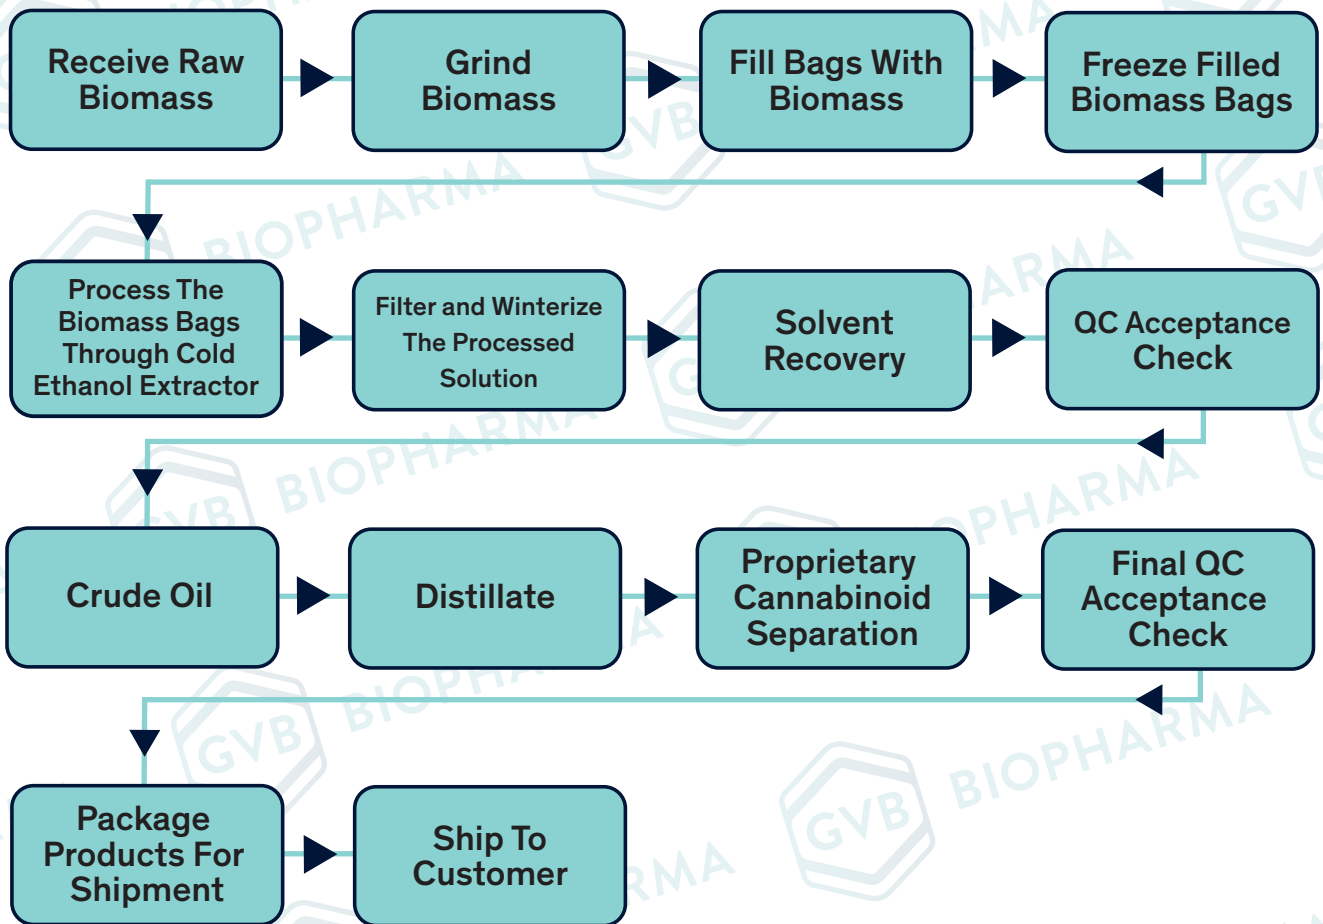 Receive Raw
Biomass
Grind
Biomass
Fill Bags With
Biomass
Freeze Filled
Biomass Bags
Process The
Biomass Bags
Through Cold
Ethanol Extractor
Filter and Winterize
The Processed
Solution
Solvent
Recovery
QC Acceptance
Check
Crude Oil
Distillate
Proprietary
Cannabinoid
Separation
Final QC
Acceptance
Check
Package
Products For
Shipment
Ship To
Customer
GVB BIOPHARMA